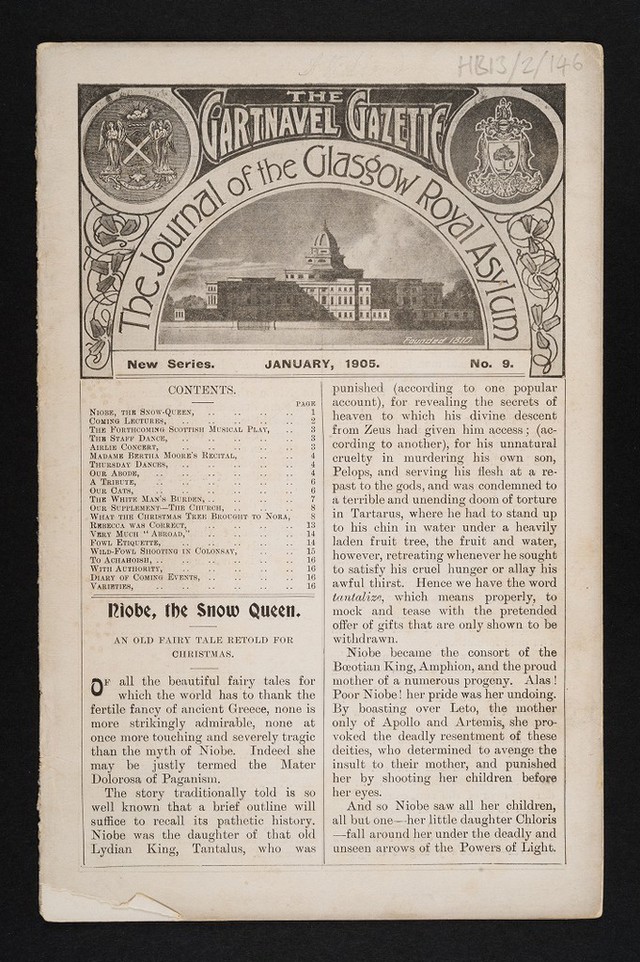 HB13/2/146
THE
GARTNAVEL GAZETTE
The Journal of the Glasgow Royal Asylum
Founded 1810.
New Series. JANUARY, 1905. No. 9.
CONTENTS.
PAGE
NIOBE, THE SNOW-QUEEN, .. .. .. .. 1
COMING LECTURES, .. .. .. .. .. 2
THE FORTHCOMING SCOTTISH MUSICAL PLAY, .. .. 3
THE STAFF DANCE, .. .. .. .. .. 3
AIRLIE CONCERT, .. .. .. .. .. 3
MADAME BERTHA MOORE'S RECITAL, .. .. .. 4
THURSDAY DANCES, .. .. .. .. .. 4
OUR ABODE, .. .. .. .. .. .. 4
A TRIBUTE, .. .. .. .. .. .. 6
OUR CATS, .. .. .. .. .. .. 6
THE WHITE MAN'S BURDEN, .. .. .. .. 7
OUR SUPPLEMENT—THE CHURCH, .. .. .. 8
WHAT THE CHRISTMAS TREE BROUGHT TO NORA, .. 8
REBECCA WAS CORRECT, .. .. .. .. 13
VERY MUCH "ABROAD," .. .. .. .. 14
FOWL ETIQUETTE, .. .. .. .. .. 14
WILD-FOWL SHOOTING IN COLONSAY, .. .. .. 15
TO ACHAHOISH, .. .. .. .. .. .. 16
WITH AUTHORITY, .. .. .. .. .. 16
DIARY OF COMING EVENTS, .. .. .. .. 16
VARIETIES, .. .. .. .. .. .. 16
Niobe, the Snow Queen.
AN OLD FAIRY TALE RETOLD FOR
CHRISTMAS.
OF all the beautiful fairy tales for
which the world has to thank the
fertile fancy of ancient Greece, none is
more strikingly admirable, none at
once more touching and severely tragic
than the myth of Niobe. Indeed she
may be justly termed the Mater
Dolorosa of Paganism.
The story traditionally told is so
well known that a brief outline will
suffice to recall its pathetic history.
Niobe was the daughter of that old
Lydian King, Tantalus, who was
punished (according to one popular
account), for revealing the secrets of
heaven to which his divine descent
from Zeus had given him access; (ac-
cording to another), for his unnatural
cruelty in murdering his own son,
Pelops, and serving his flesh at a re-
past to the gods, and was condemned to
a terrible and unending doom of torture
in Tartarus, where he had to stand up
to his chin in water under a heavily
laden fruit tree, the fruit and water,
however, retreating whenever he sought
to satisfy his cruel hunger or allay his
awful thirst. Hence we have the word
tantalize, which means properly, to
mock and tease with the pretended
offer of gifts that are only shown to be
withdrawn.
Niobe became the consort of the
Bœotian King, Amphion, and the proud
mother of a numerous progeny. Alas!
Poor Niobe! her pride was her undoing.
By boasting over Leto, the mother
only of Apollo and Artemis, she pro-
voked the deadly resentment of these
deities, who determined to avenge the
insult to their mother, and punished
her by shooting her children before
her eyes.
And so Niobe saw all her children,
all but one—her little daughter Chloris
—fall around her under the deadly and
unseen arrows of the Powers of Light.